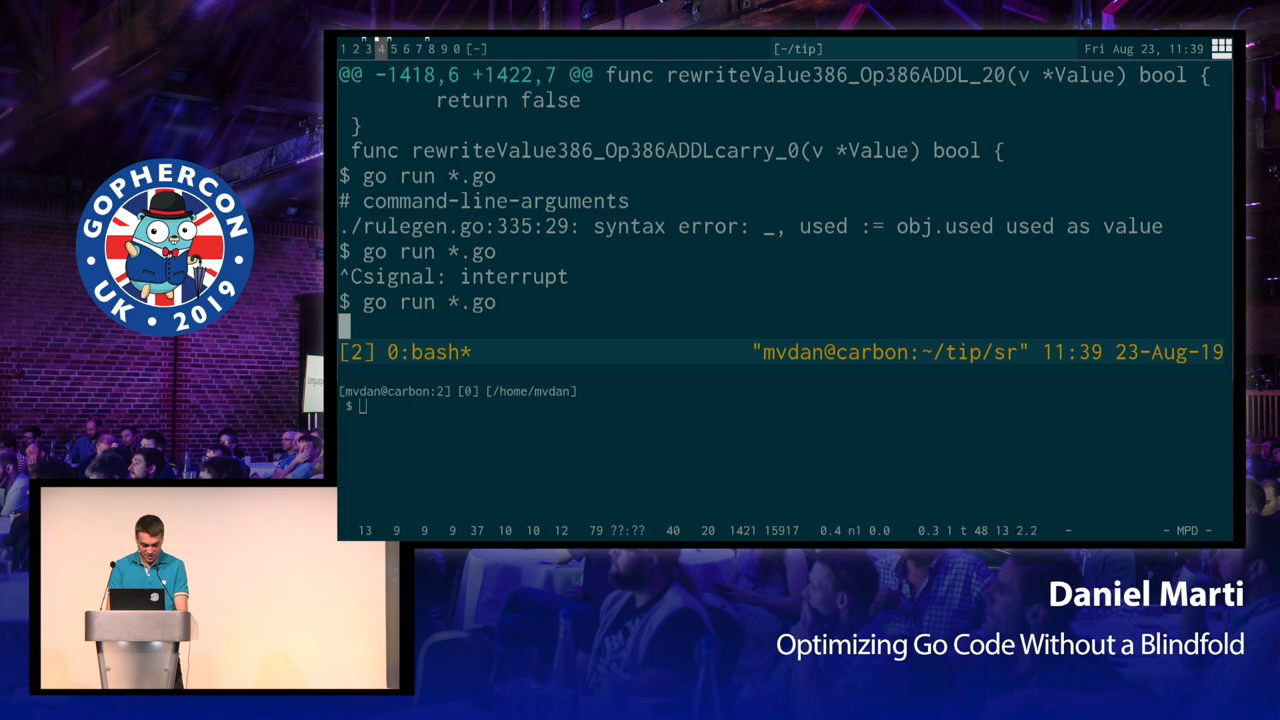 GOPHERCON
UK • 2019
1 2 3 4 5 6 7 8 9 0 [-]
[-/tip]
Fri Aug 23, 11:39
@@ -1418,6 +1422,7 @@ func rewriteValue386_Op386ADDL_20(v *Value) bool {
return false
}
func rewriteValue386_Op386ADDLcarry_0(v *Value) bool {
$ go run *.go
# command-line-arguments
./rulegen.go:335:29: syntax error: _, used := obj.used used as value
$ go run *.go
^Csignal: interrupt
$ go run *.go
[2] 0:bash* "mvdan@carbon:~/tip/sr" 11:39 23-Aug-19
[mvdan@carbon:2] [0] [/home/mvdan]
$
13 9 9 9 37 10 10 12 79 ??:?? 40 20 1421 15917 0.4 n1 0.0 0.3 1 t 48 13 2.2 - - MPD -
Daniel Marti
Optimizing Go Code Without a Blindfold